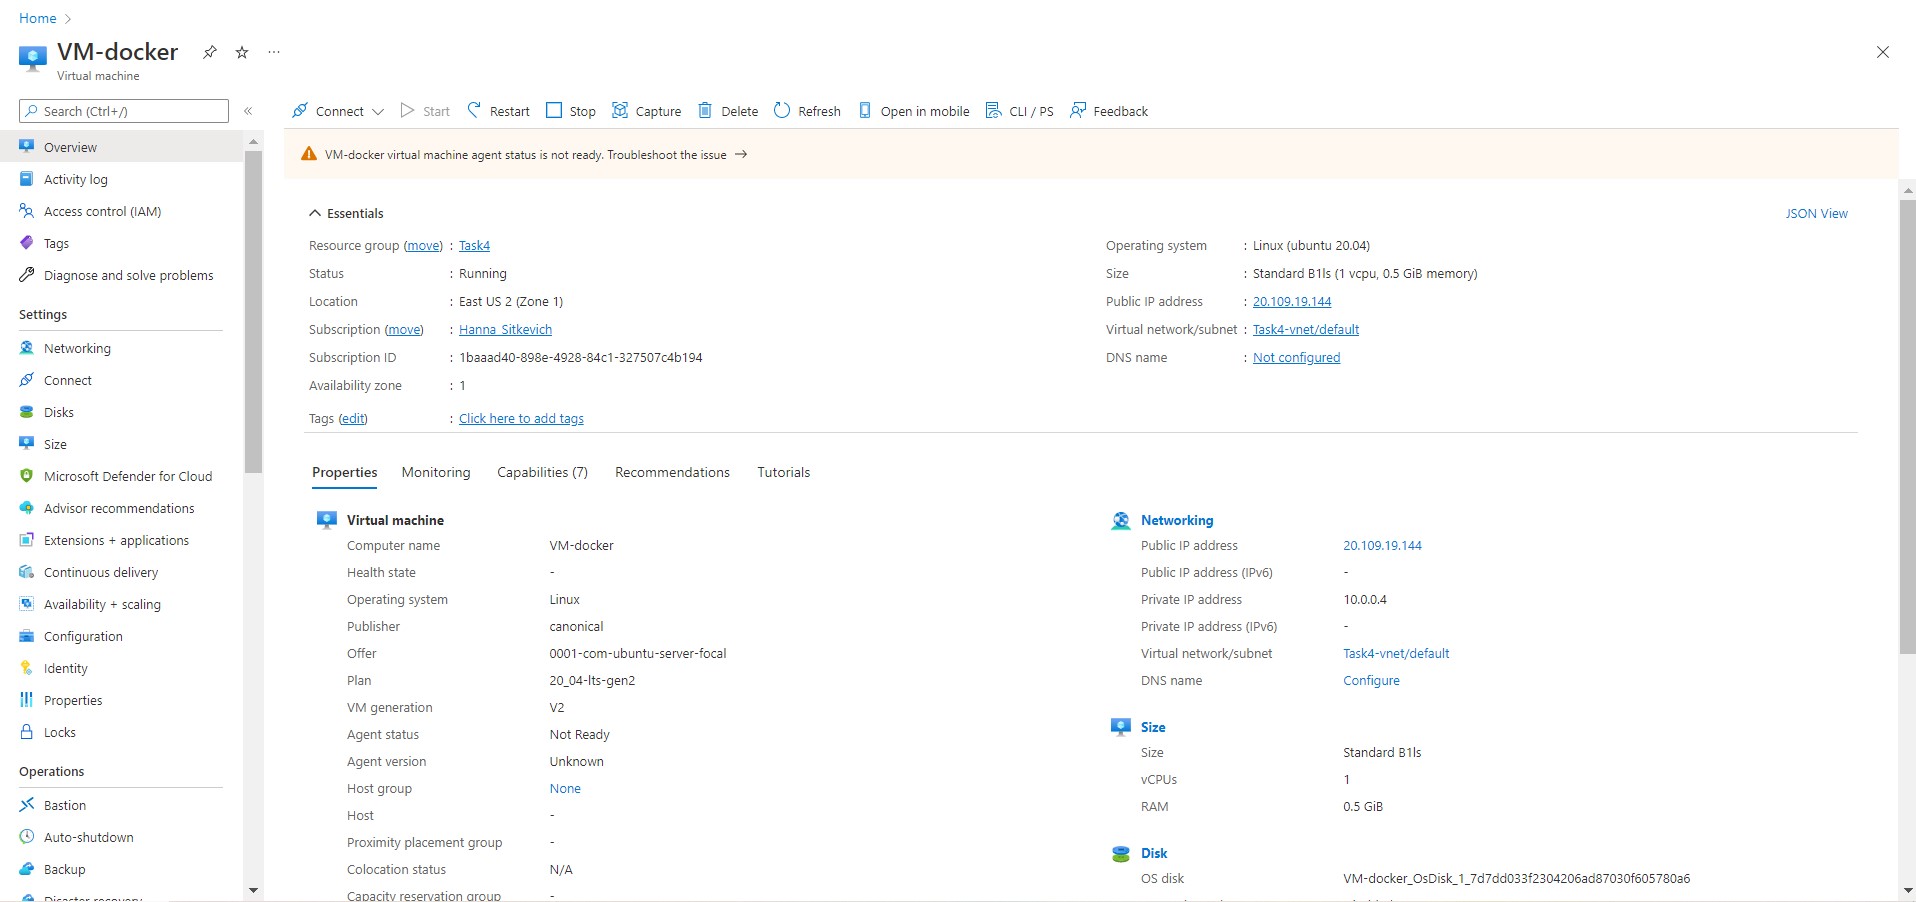 Home >
VM-docker ...
Virtual machine
Search (Ctrl+/) «
Connect Start Restart Stop Capture Delete Refresh Open in mobile CLI / PS Feedback
VM-docker virtual machine agent status is not ready. Troubleshoot the issue →
Overview
Activity log
Access control (IAM)
Tags
Diagnose and solve problems
Settings
Networking
Connect
Disks
Size
Microsoft Defender for Cloud
Advisor recommendations
Extensions + applications
Continuous delivery
Availability + scaling
Configuration
Identity
Properties
Locks
Operations
Bastion
Auto-shutdown
Backup
Disaster recovery
Essentials JSON View
Resource group (move) : Task4
Status : Running
Location : East US 2 (Zone 1)
Subscription (move) : Hanna_Sitkevich
Subscription ID : 1baaad40-898e-4928-84c1-327507c4b194
Availability zone : 1
Tags (edit) : Click here to add tags
Operating system : Linux (ubuntu 20.04)
Size : Standard B1ls (1 vcpu, 0.5 GiB memory)
Public IP address : 20.109.19.144
Virtual network/subnet : Task4-vnet/default
DNS name : Not configured
Properties Monitoring Capabilities (7) Recommendations Tutorials
Virtual machine
Computer name VM-docker
Health state -
Operating system Linux
Publisher canonical
Offer 0001-com-ubuntu-server-focal
Plan 20_04-lts-gen2
VM generation V2
Agent status Not Ready
Agent version Unknown
Host group None
Host -
Proximity placement group -
Colocation status N/A
Capacity reservation group -
Networking
Public IP address 20.109.19.144
Public IP address (IPv6) -
Private IP address 10.0.0.4
Private IP address (IPv6) -
Virtual network/subnet Task4-vnet/default
DNS name Configure
Size
Size Standard B1ls
vCPUs 1
RAM 0.5 GiB
Disk
OS disk VM-docker_OsDisk_1_7d7dd033f2304206ad87030f605780a6